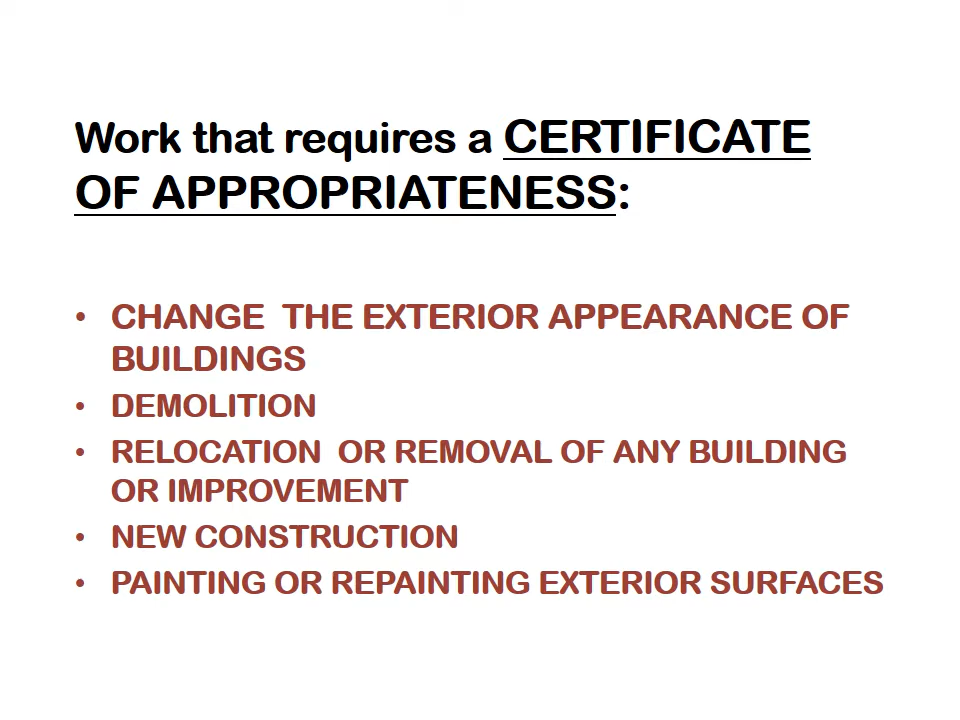 Work that requires a CERTIFICATE
OF APPROPRIATENESS:
• CHANGE  THE EXTERIOR APPEARANCE OF
BUILDINGS
• DEMOLITION
• RELOCATION  OR REMOVAL OF ANY BUILDING
OR IMPROVEMENT
• NEW CONSTRUCTION
• PAINTING OR REPAINTING EXTERIOR SURFACES